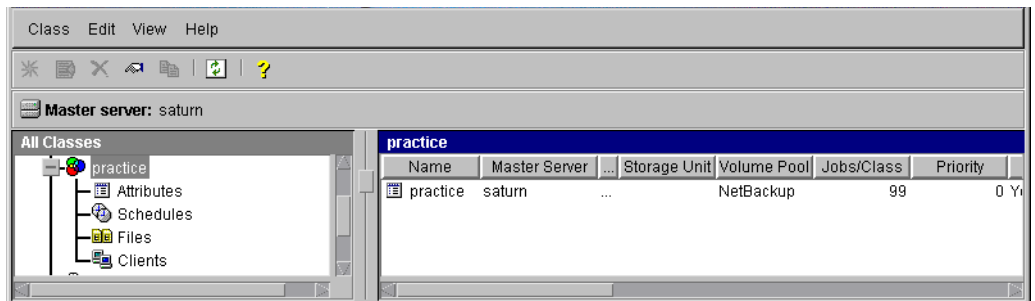 Class Edit View Help
Master server: saturn
All Classes
practice
Attributes
Schedules
Files
Clients
practice
Name Master Server ... Storage Unit Volume Pool Jobs/Class Priority
practice saturn ... NetBackup 99 0